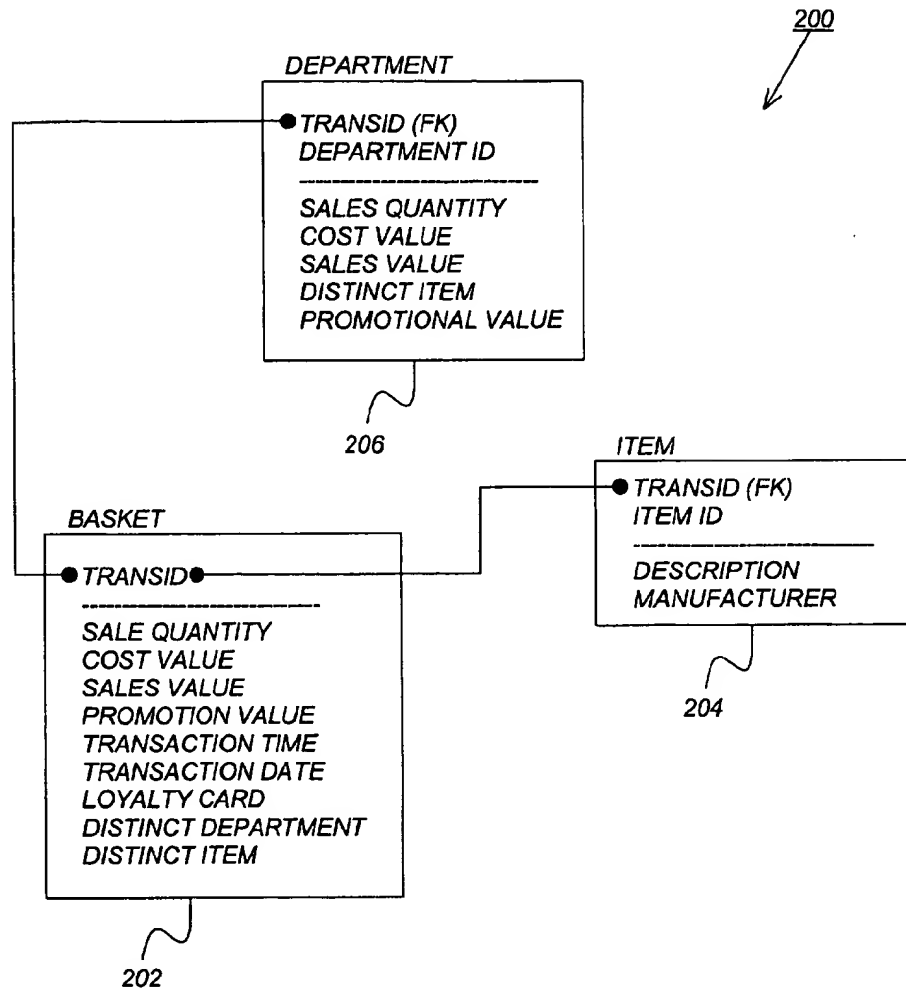 200
DEPARTMENT
TRANSID (FK)
DEPARTMENT ID
SALES QUANTITY
COST VALUE
SALES VALUE
DISTINCT ITEM
PROMOTIONAL VALUE
206
ITEM
TRANSID (FK)
ITEM ID
DESCRIPTION
MANUFACTURER
204
BASKET
TRANSID
SALE QUANTITY
COST VALUE
SALES VALUE
PROMOTION VALUE
TRANSACTION TIME
TRANSACTION DATE
LOYALTY CARD
DISTINCT DEPARTMENT
DISTINCT ITEM
202